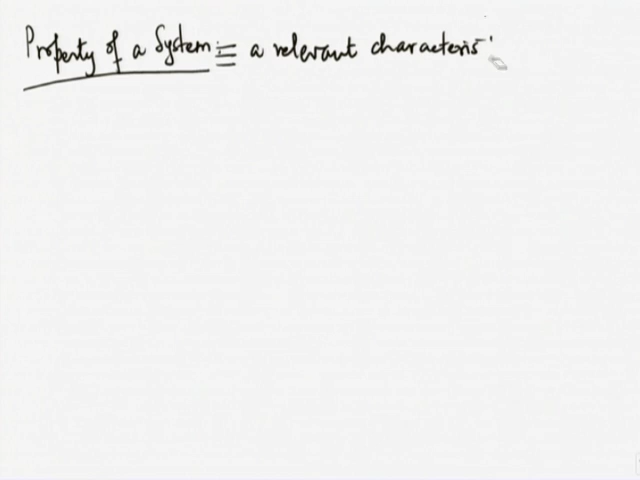 Property of a System ≡ a relevant characteris